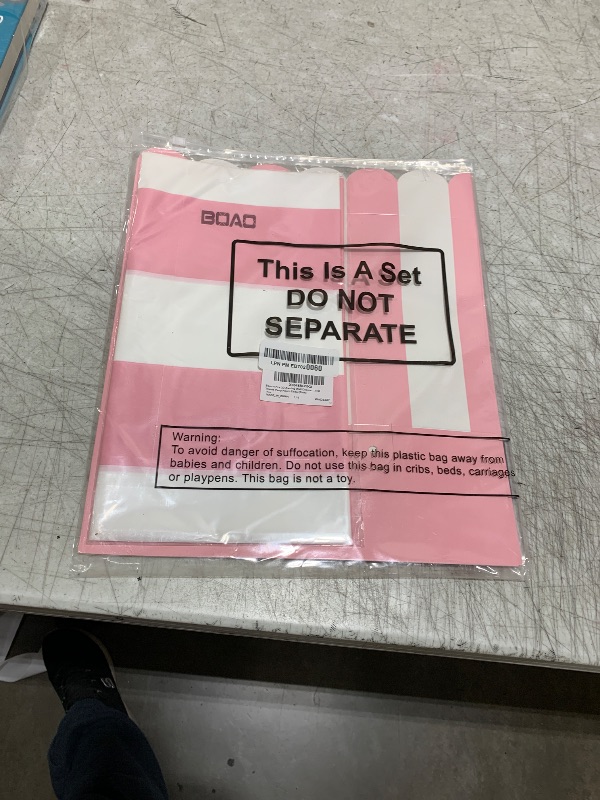 BOAO
This Is A Set
DO NOT
SEPARATE
Warning:
To avoid danger of suffocation, keep this plastic bag away from
babies and children. Do not use this bag in cribs, beds, carriages
or playpens. This bag is not a toy.